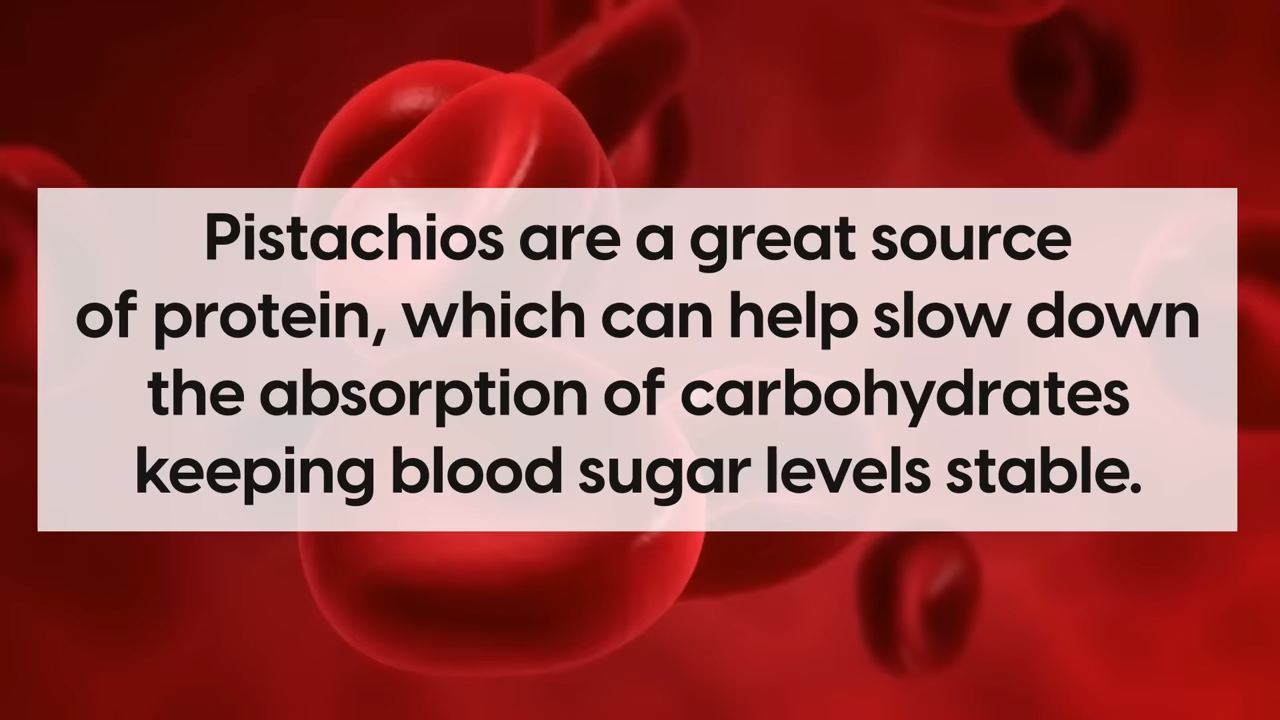 Pistachios are a great source
of protein, which can help slow down
the absorption of carbohydrates
keeping blood sugar levels stable.